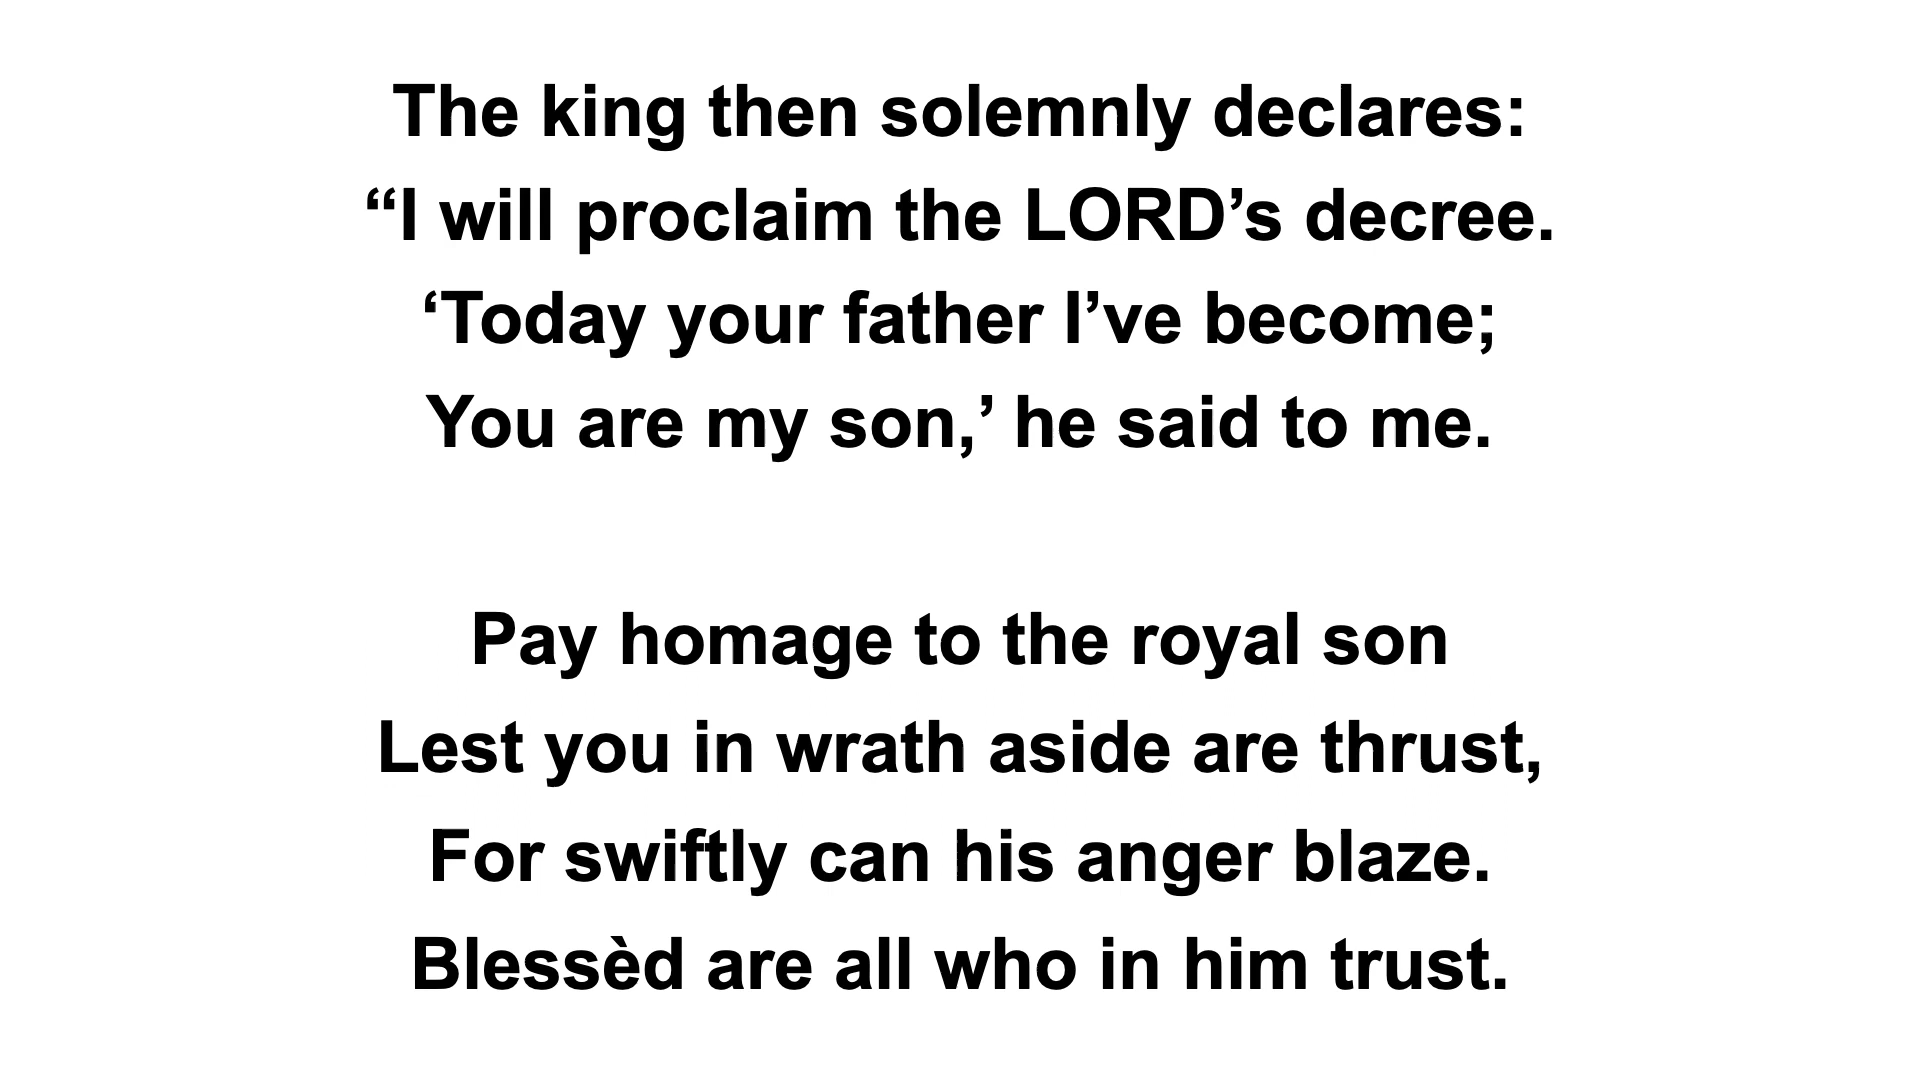 The king then solemnly declares:
“I will proclaim the LORD’s decree.
‘Today your father I’ve become;
You are my son,’ he said to me.
Pay homage to the royal son
Lest you in wrath aside are thrust,
For swiftly can his anger blaze.
Blessèd are all who in him trust.